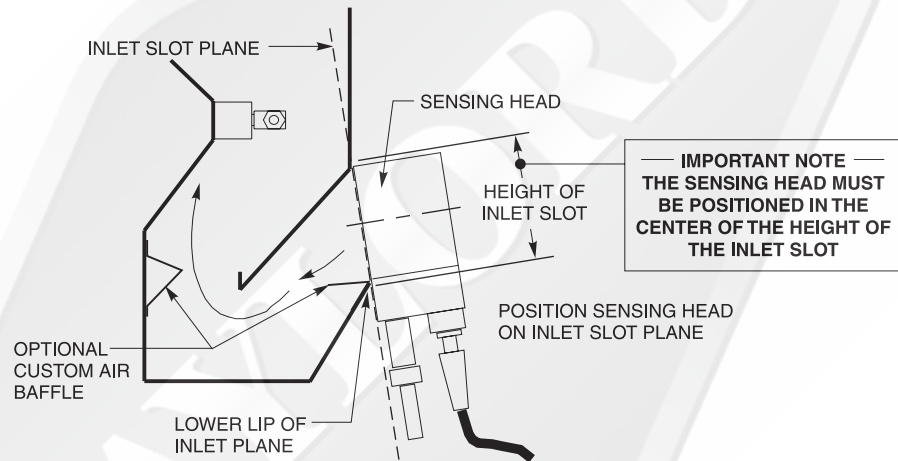 INLET SLOT PLANE
SENSING HEAD
IMPORTANT NOTE
THE SENSING HEAD MUST
BE POSITIONED IN THE
CENTER OF THE HEIGHT OF
THE INLET SLOT
HEIGHT OF
INLET SLOT
POSITION SENSING HEAD
ON INLET SLOT PLANE
OPTIONAL
CUSTOM AIR
BAFFLE
LOWER LIP OF
INLET PLANE